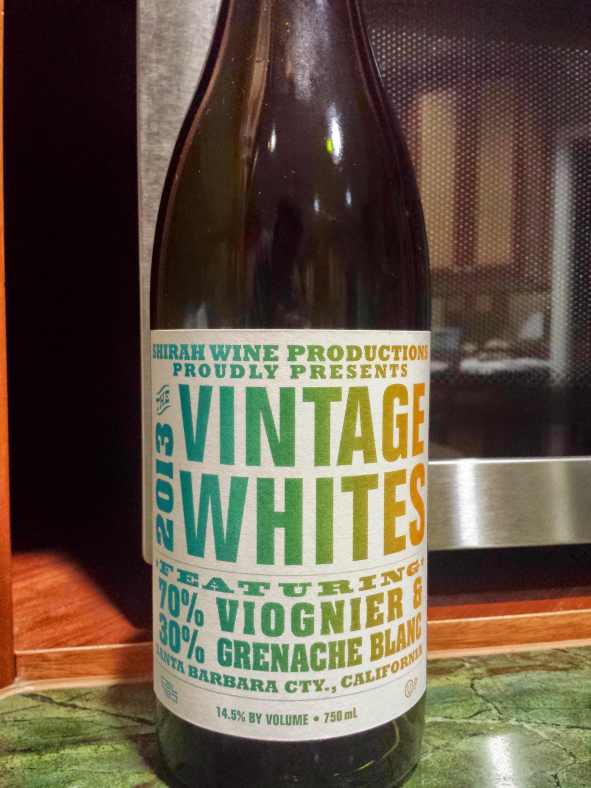 SHIRAH WINE PRODUCTIONS
PROUDLY PRESENTS
THE
2013
VINTAGE
WHITES
FEATURING
70% VIOGNIER &
30% GRENACHE BLANC
SANTA BARBARA CTY., CALIFORNIA
14.5% BY VOLUME • 750 mL